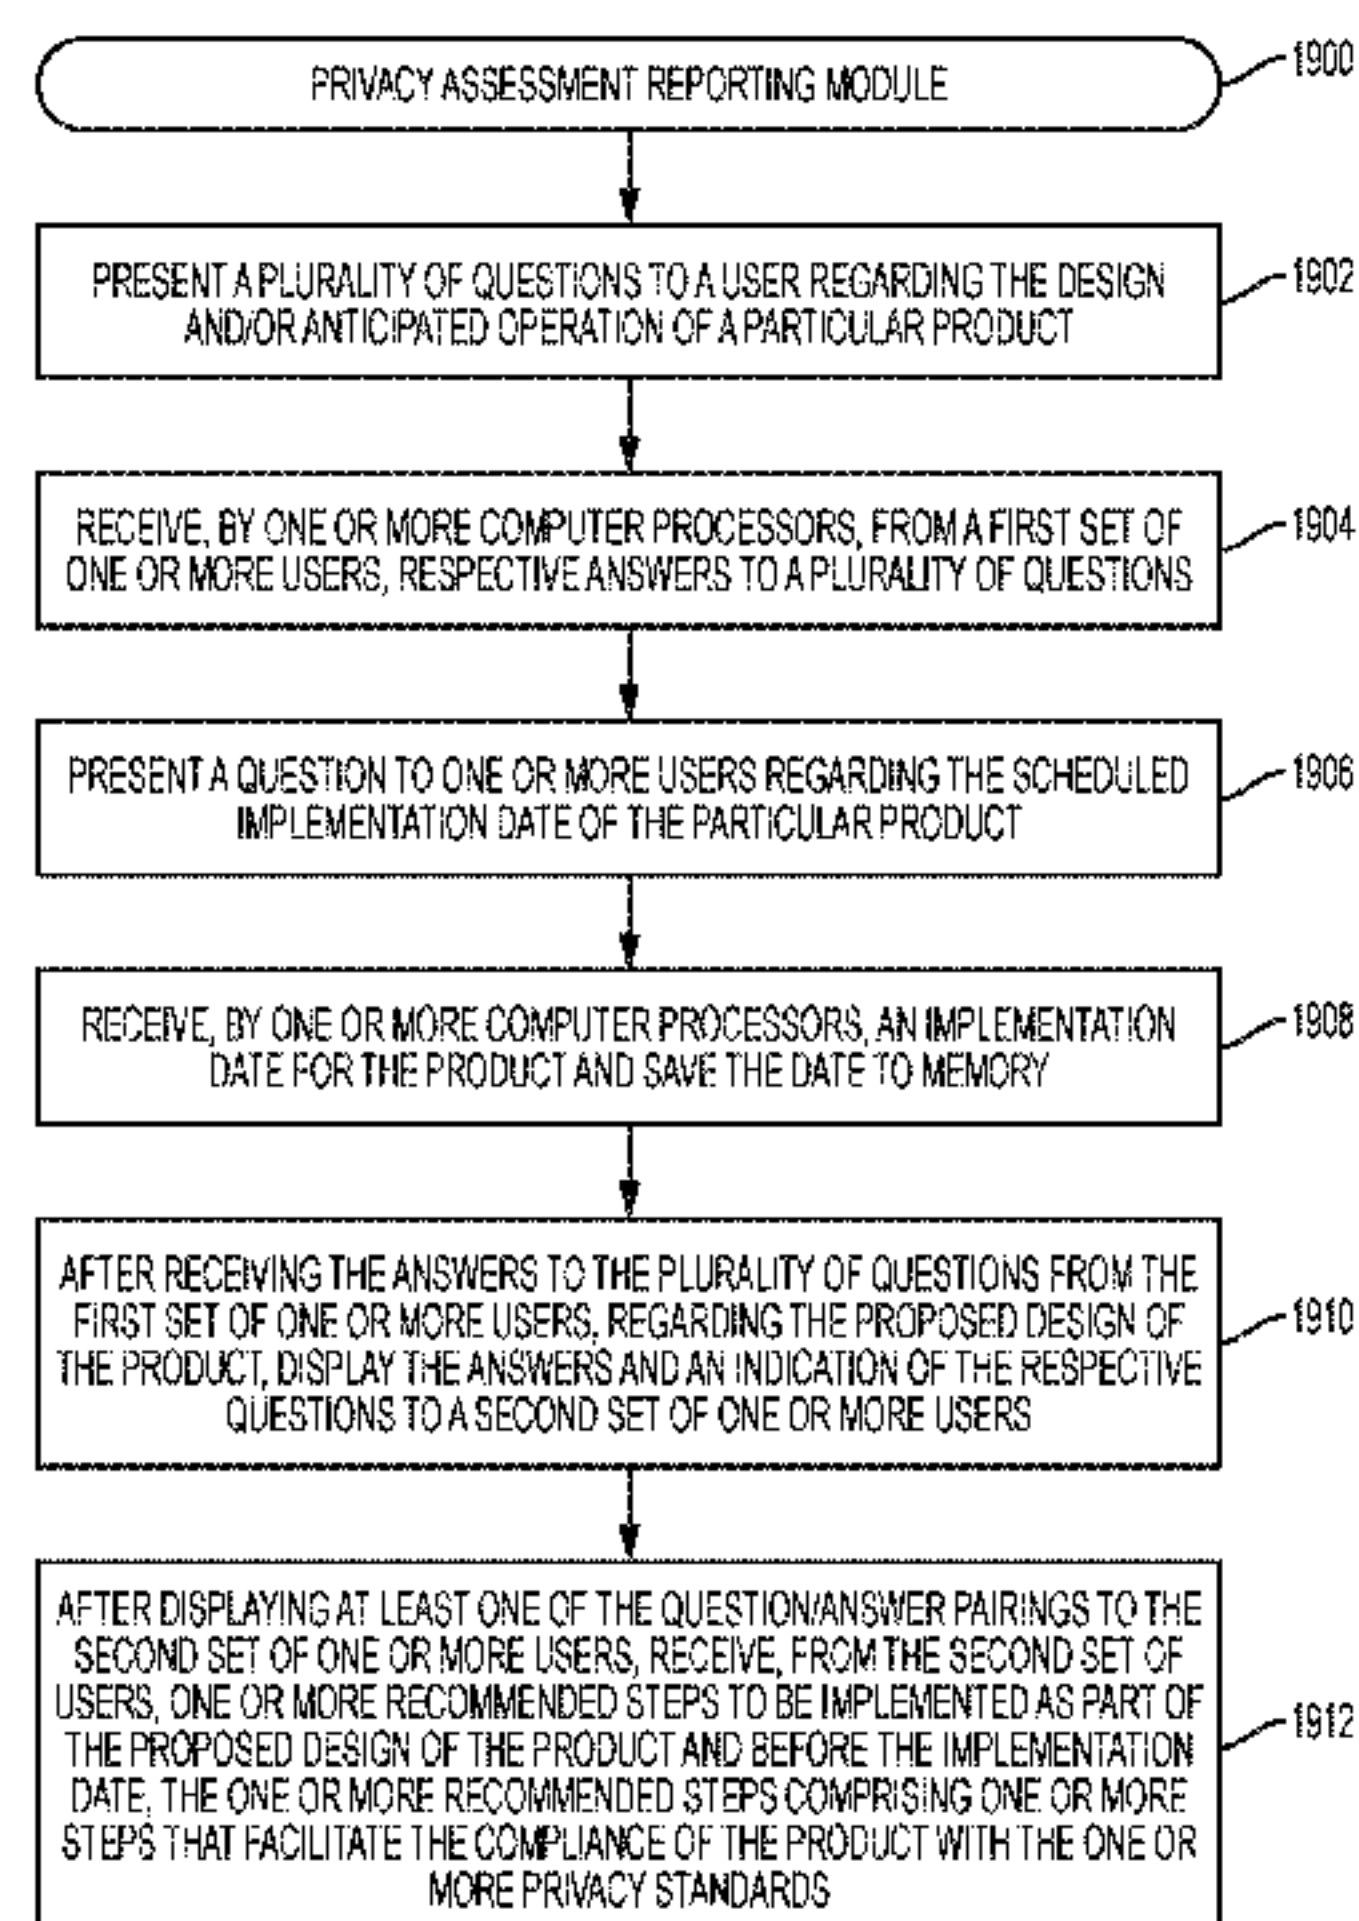 PRIVACY ASSESSMENT REPORTING MODULE
1900
PRESENT A PLURALITY OF QUESTIONS TO A USER REGARDING THE DESIGN
AND/OR ANTICIPATED OPERATION OF A PARTICULAR PRODUCT
1902
RECEIVE, BY ONE OR MORE COMPUTER PROCESSORS, FROM A FIRST SET OF
ONE OR MORE USERS, RESPECTIVE ANSWERS TO A PLURALITY OF QUESTIONS
1904
PRESENT A QUESTION TO ONE OR MORE USERS REGARDING THE SCHEDULED
IMPLEMENTATION DATE OF THE PARTICULAR PRODUCT
1906
RECEIVE, BY ONE OR MORE COMPUTER PROCESSORS, AN IMPLEMENTATION
DATE FOR THE PRODUCT AND SAVE THE DATE TO MEMORY
1908
AFTER RECEIVING THE ANSWERS TO THE PLURALITY OF QUESTIONS FROM THE
FIRST SET OF ONE OR MORE USERS, REGARDING THE PROPOSED DESIGN OF
THE PRODUCT, DISPLAY THE ANSWERS AND AN INDICATION OF THE RESPECTIVE
QUESTIONS TO A SECOND SET OF ONE OR MORE USERS
1910
AFTER DISPLAYING AT LEAST ONE OF THE QUESTION/ANSWER PAIRINGS TO THE
SECOND SET OF ONE OR MORE USERS, RECEIVE, FROM THE SECOND SET OF
USERS, ONE OR MORE RECOMMENDED STEPS TO BE IMPLEMENTED AS PART OF
THE PROPOSED DESIGN OF THE PRODUCT AND BEFORE THE IMPLEMENTATION
DATE, THE ONE OR MORE RECOMMENDED STEPS COMPRISING ONE OR MORE
STEPS THAT FACILITATE THE COMPLIANCE OF THE PRODUCT WITH THE ONE OR
MORE PRIVACY STANDARDS
1912